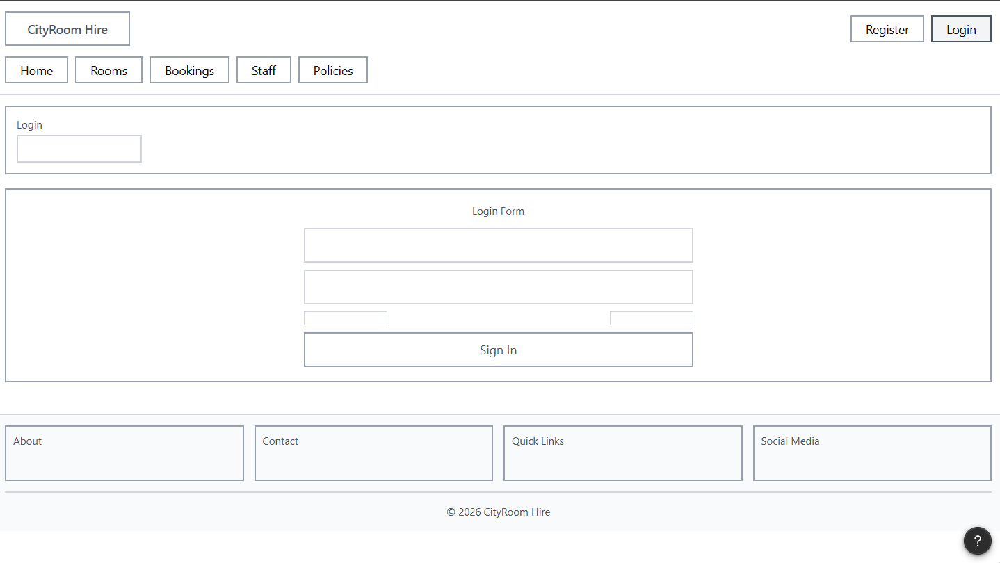 CityRoom Hire
Register
Login
Home
Rooms
Bookings
Staff
Policies
Login
Login Form
Sign In
About
Contact
Quick Links
Social Media
© 2026 CityRoom Hire
?